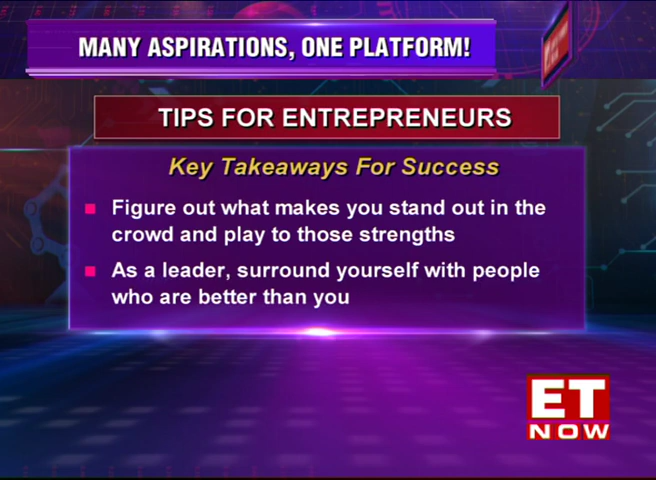 MANY ASPIRATIONS, ONE PLATFORM!
TIPS FOR ENTREPRENEURS
Key Takeaways For Success
Figure out what makes you stand out in the
crowd and play to those strengths
As a leader, surround yourself with people
who are better than you
ET
NOW